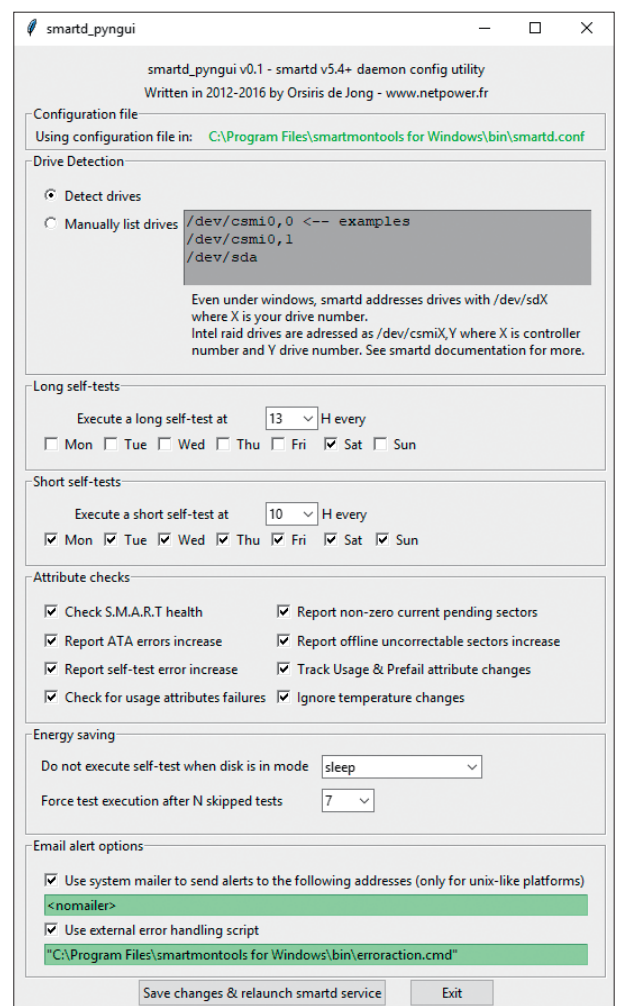 smartd_pyngui
smartd_pyngui v0.1 - smartd v5.4+ daemon config utility
Written in 2012-2016 by Orsiris de Jong - www.netpower.fr
Configuration file
Using configuration file in: C:\Program Files\smartmontools for Windows\bin\smartd.conf
Drive Detection
Detect drives
Manually list drives
/dev/csmi0,0 <-- examples
/dev/csmi0,1
/dev/sda
Even under windows, smartd addresses drives with /dev/sdX
where X is your drive number.
Intel raid drives are adressed as /dev/csmiX,Y where X is controller
number and Y drive number. See smartd documentation for more.
Long self-tests
Execute a long self-test at 13 H every
Mon Tue Wed Thu Fri Sat Sun
Short self-tests
Execute a short self-test at 10 H every
Mon Tue Wed Thu Fri Sat Sun
Attribute checks
Check S.M.A.R.T health Report non-zero current pending sectors
Report ATA errors increase Report offline uncorrectable sectors increase
Report self-test error increase Track Usage & Prefail attribute changes
Check for usage attributes failures Ignore temperature changes
Energy saving
Do not execute self-test when disk is in mode sleep
Force test execution after N skipped tests 7
Email alert options
Use system mailer to send alerts to the following addresses (only for unix-like platforms)
<nomailer>
Use external error handling script
"C:\Program Files\smartmontools for Windows\bin\erroraction.cmd"
Save changes & relaunch smartd service Exit